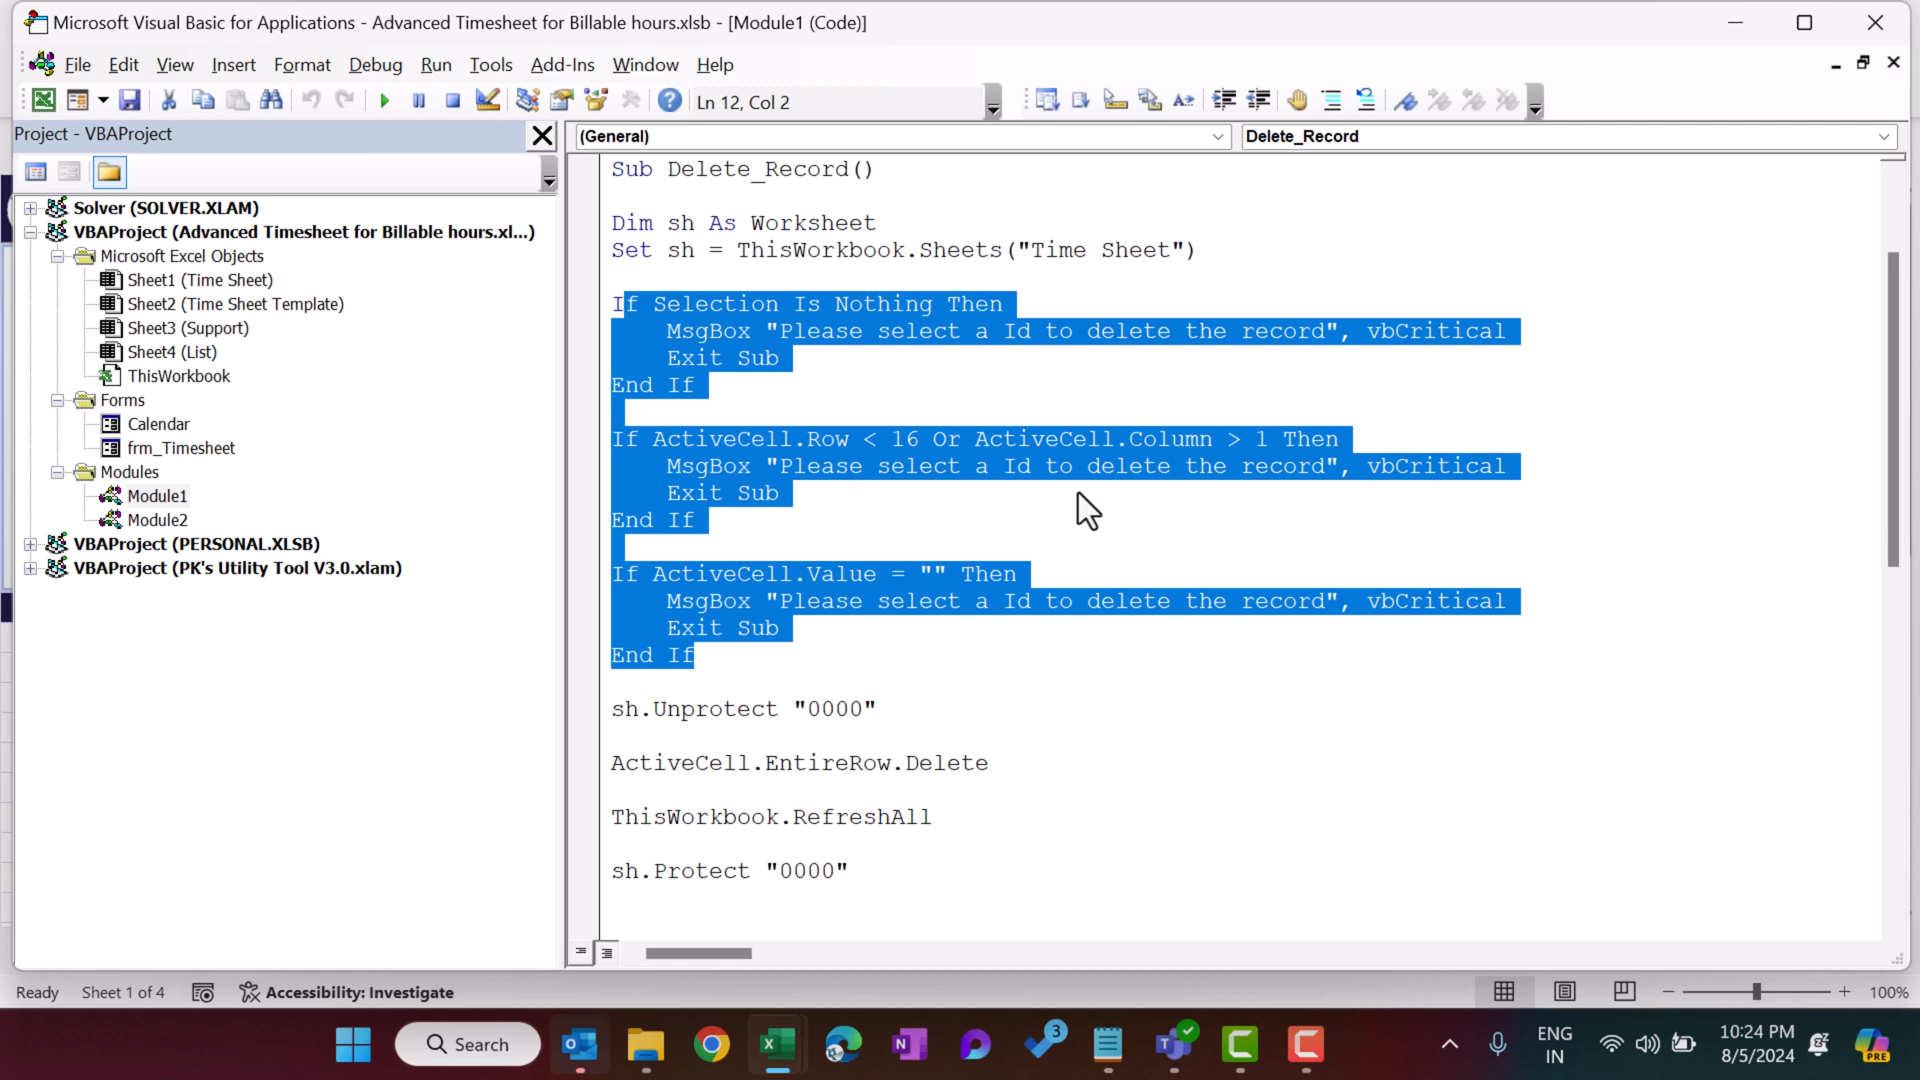 Microsoft Visual Basic for Applications - Advanced Timesheet for Billable hours.xlsb - [Module1 (Code)]
File Edit View Insert Format Debug Run Tools Add-Ins Window Help
Ln 12, Col 2
Project - VBAProject
(General)
Delete_Record
Solver (SOLVER.XLAM)
VBAProject (Advanced Timesheet for Billable hours.xl...)
Microsoft Excel Objects
Sheet1 (Time Sheet)
Sheet2 (Time Sheet Template)
Sheet3 (Support)
Sheet4 (List)
ThisWorkbook
Forms
Calendar
frm_Timesheet
Modules
Module1
Module2
VBAProject (PERSONAL.XLSB)
VBAProject (PK's Utility Tool V3.0.xlam)
Sub Delete_Record()
Dim sh As Worksheet
Set sh = ThisWorkbook.Sheets("Time Sheet")
If Selection Is Nothing Then
MsgBox "Please select a Id to delete the record", vbCritical
Exit Sub
End If
If ActiveCell.Row < 16 Or ActiveCell.Column > 1 Then
MsgBox "Please select a Id to delete the record", vbCritical
Exit Sub
End If
If ActiveCell.Value = "" Then
MsgBox "Please select a Id to delete the record", vbCritical
Exit Sub
End If
sh.Unprotect "0000"
ActiveCell.EntireRow.Delete
ThisWorkbook.RefreshAll
sh.Protect "0000"
Ready Sheet 1 of 4 Accessibility: Investigate
100%
Search
3
ENG
IN
10:24 PM
8/5/2024
PRE